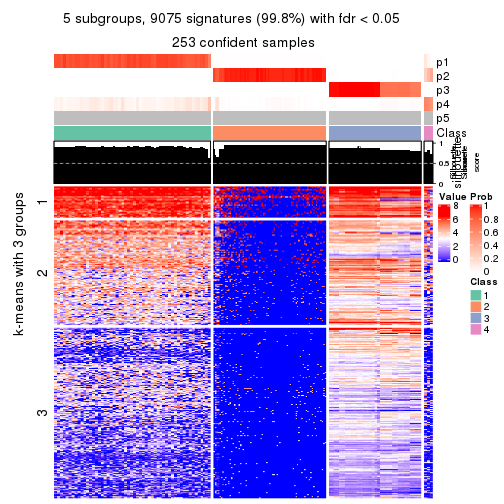 5 subgroups, 9075 signatures (99.8%) with fdr < 0.05
253 confident samples
p1
p2
p3
p4
p5
Class
1
0.5
0
silhouette
score
k-means with 3 groups
1
2
3
Value
8
6
4
2
0
Prob
1
0.8
0.6
0.4
0.2
0
Class
1
2
3
4